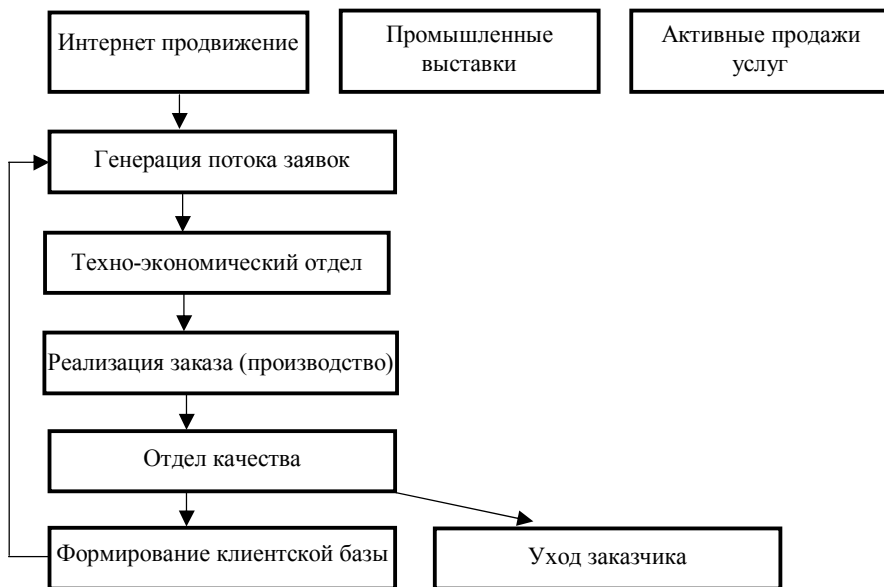 Интернет продвижение
Промышленные
выставки
Активные продажи
услуг
Генерация потока заявок
Техно-экономический отдел
Реализация заказа (производство)
Отдел качества
Формирование клиентской базы
Уход заказчика